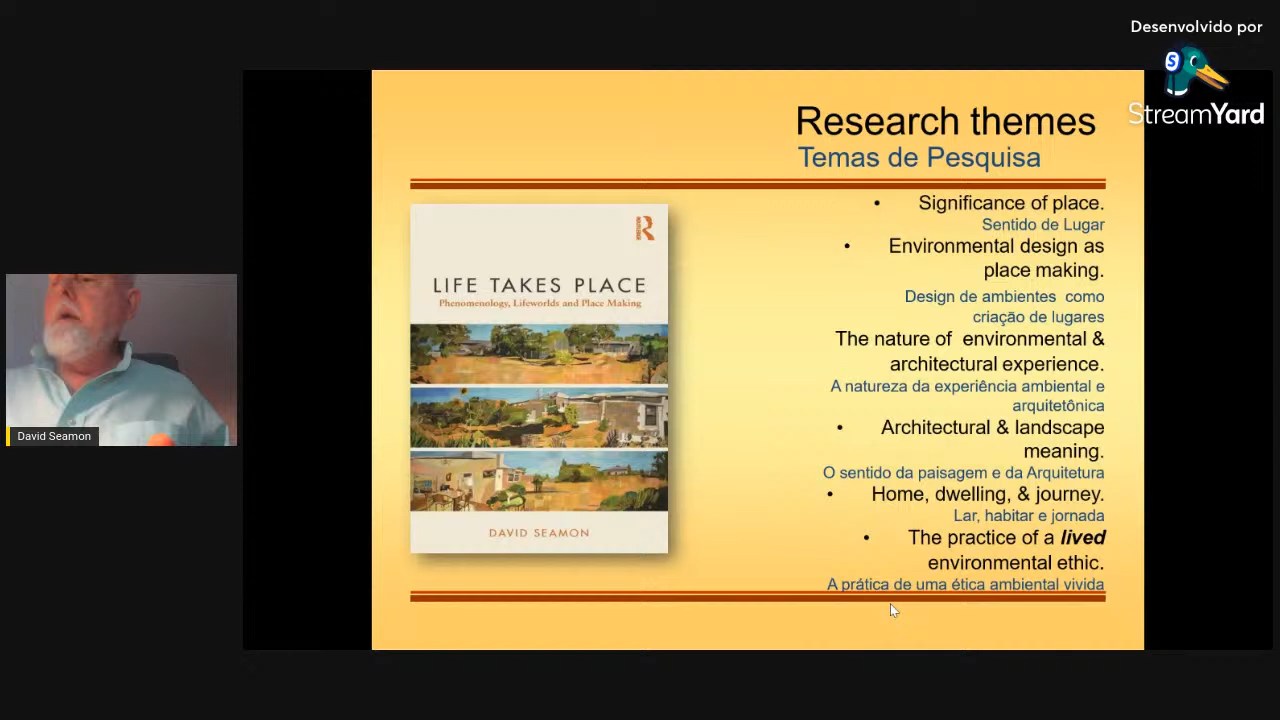 Desenvolvido por
StreamYard
Research themes
Temas de Pesquisa
LIFE TAKES PLACE
Phenomenology, Lifeworlds and Place Making
DAVID SEAMON
• Significance of place.
Sentido de Lugar
• Environmental design as
place making.
Design de ambientes como
criação de lugares
The nature of environmental &
architectural experience.
A natureza da experiência ambiental e
arquitetônica
• Architectural & landscape
meaning.
O sentido da paisagem e da Arquitetura
• Home, dwelling, & journey.
Lar, habitar e jornada
• The practice of a lived
environmental ethic.
A prática de uma ética ambiental vivida
David Seamon